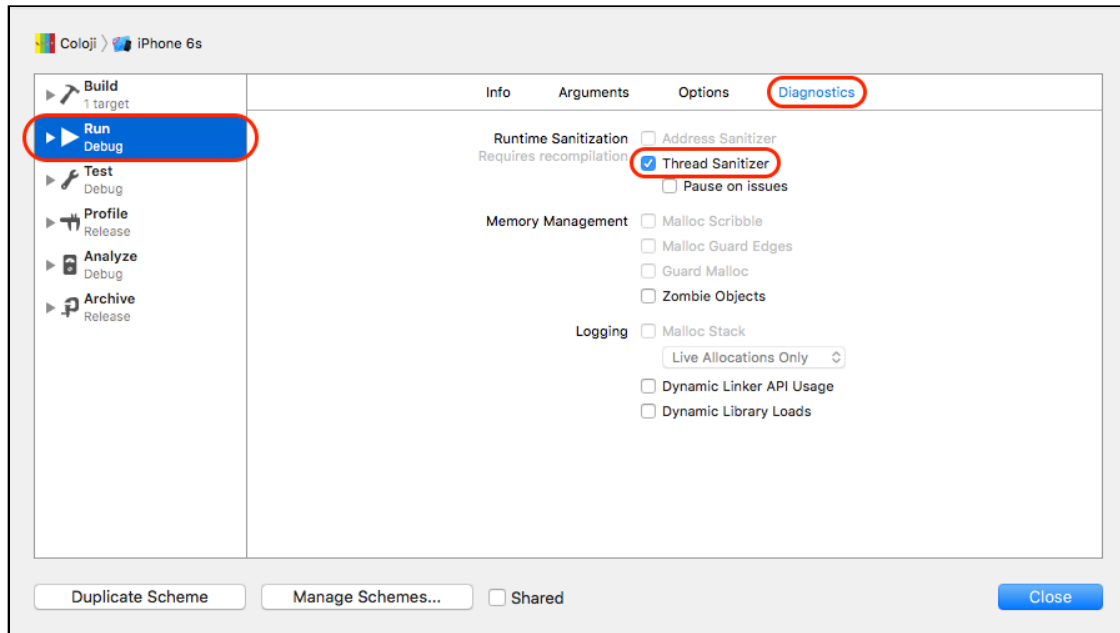 Coloji 〉 iPhone 6s
Build
1 target
Run
Debug
Test
Debug
Profile
Release
Analyze
Debug
Archive
Release
Info Arguments Options Diagnostics
Runtime Sanitization Address Sanitizer
Requires recompilation Thread Sanitizer
Pause on issues
Memory Management Malloc Scribble
Malloc Guard Edges
Guard Malloc
Zombie Objects
Logging Malloc Stack
Live Allocations Only
Dynamic Linker API Usage
Dynamic Library Loads
Duplicate Scheme Manage Schemes... Shared Close